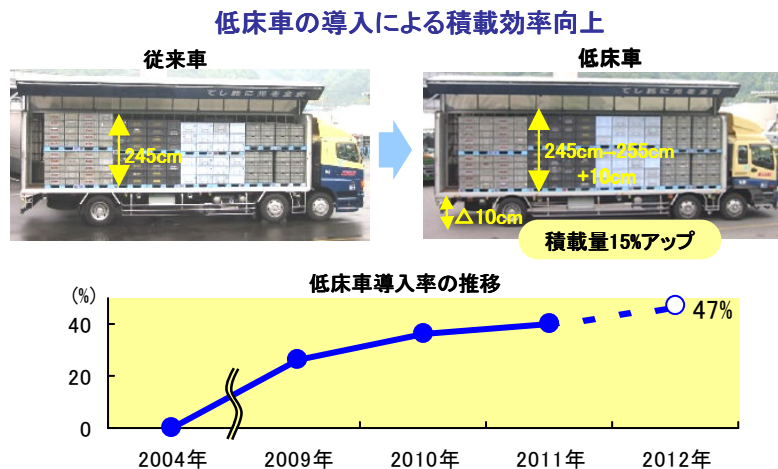 低床車の導入による積載効率向上
従来車
低床車
245cm
245cm→255cm
+10cm
△10cm
積載量15%アップ
低床車導入率の推移
(%)
40
20
0
47%
2004年
2009年
2010年
2011年
2012年